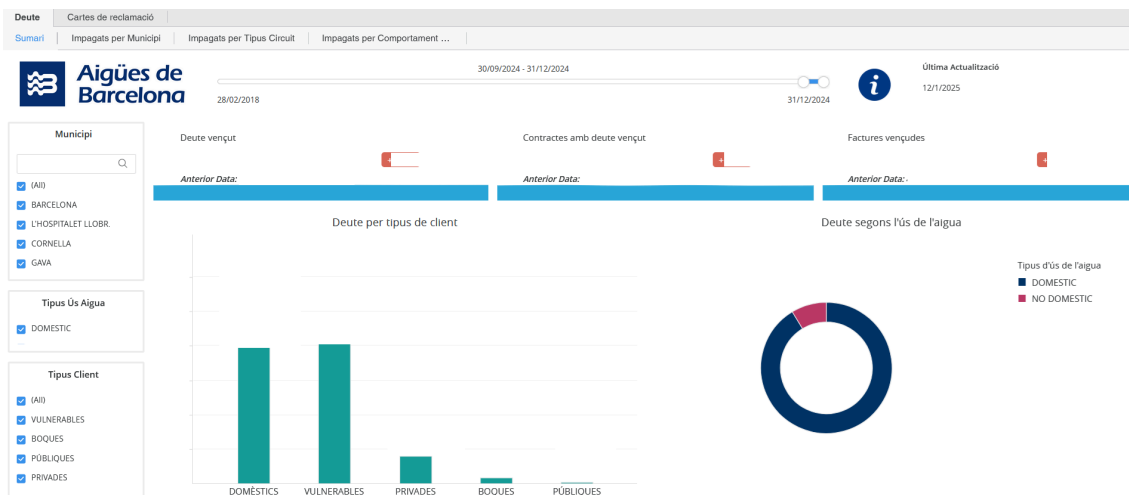 Deute Cartes de reclamació
Sumari Impagats per Municipi Impagats per Tipus Circuit Impagats per Comportament ...
Aigües de
Barcelona
30/09/2024 - 31/12/2024
28/02/2018 31/12/2024
i
Última Actualització
12/1/2025
Municipi
(All)
BARCELONA
L'HOSPITALET LLOBR.
CORNELLA
GAVA
Tipus Ús Aigua
DOMESTIC
Tipus Client
(All)
VULNERABLES
BOQUES
PÚBLIQUES
PRIVADES
Deute vençut
+
Anterior Data:
Contractes amb deute vençut
+
Anterior Data:
Factures vençudes
+
Anterior Data: -
Deute per tipus de client
DOMÈSTICS VULNERABLES PRIVADES BOQUES PÚBLIQUES
Deute segons l'ús de l'aigua
Tipus d'ús de l'aigua
DOMESTIC
NO DOMESTIC